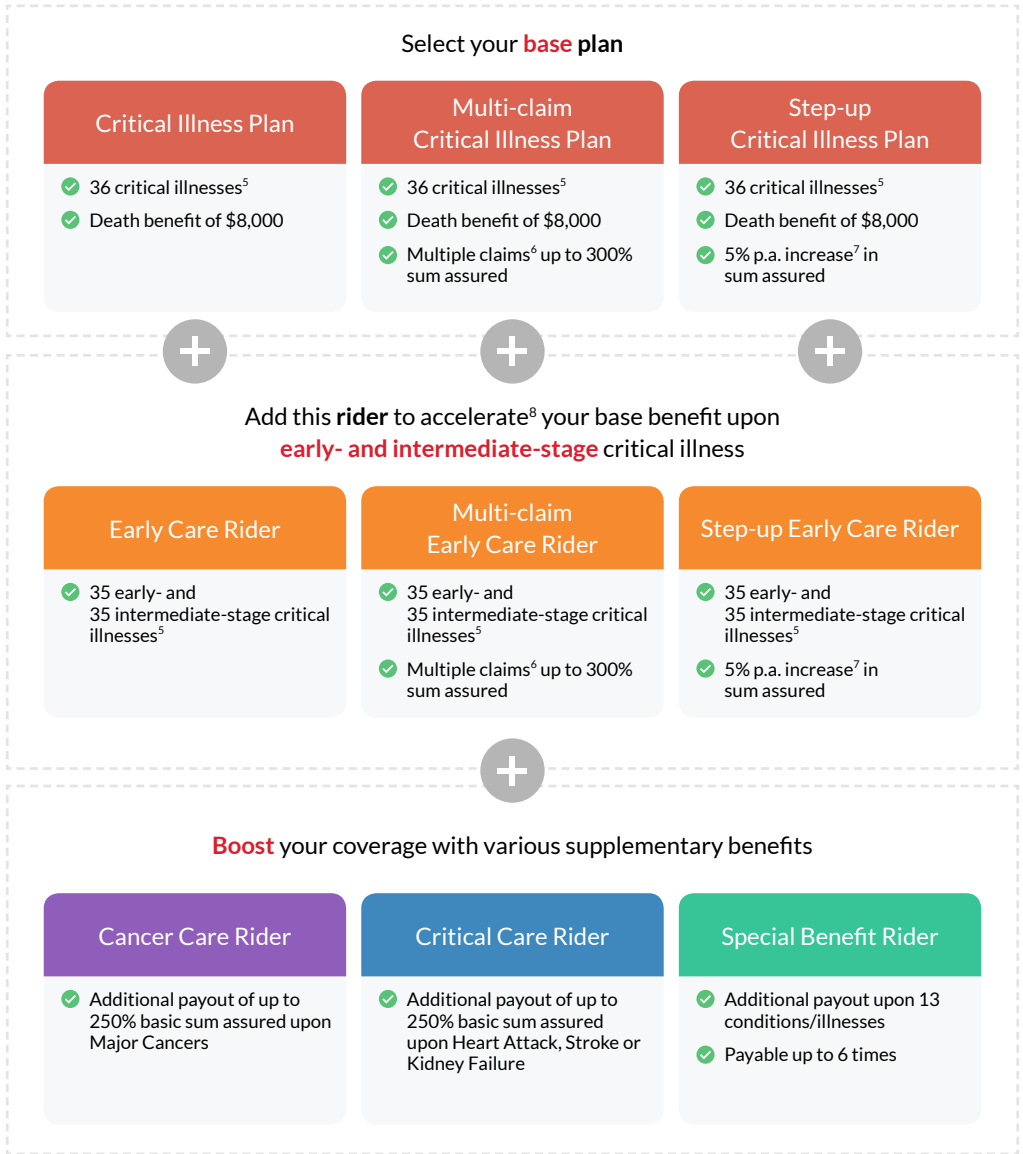 Select your base plan
Critical Illness Plan
36 critical illnesses5
Death benefit of $8,000
Multi-claim
Critical Illness Plan
36 critical illnesses5
Death benefit of $8,000
Multiple claims6 up to 300%
sum assured
Step-up
Critical Illness Plan
36 critical illnesses5
Death benefit of $8,000
5% p.a. increase7 in
sum assured
Add this rider to accelerate8 your base benefit upon
early- and intermediate-stage critical illness
Early Care Rider
35 early- and
35 intermediate-stage critical
illnesses5
Multi-claim
Early Care Rider
35 early- and
35 intermediate-stage critical
illnesses5
Multiple claims6 up to 300%
sum assured
Step-up Early Care Rider
35 early- and
35 intermediate-stage critical
illnesses5
5% p.a. increase7 in
sum assured
Boost your coverage with various supplementary benefits
Cancer Care Rider
Additional payout of up to
250% basic sum assured upon
Major Cancers
Critical Care Rider
Additional payout of up to
250% basic sum assured
upon Heart Attack, Stroke or
Kidney Failure
Special Benefit Rider
Additional payout upon 13
conditions/illnesses
Payable up to 6 times